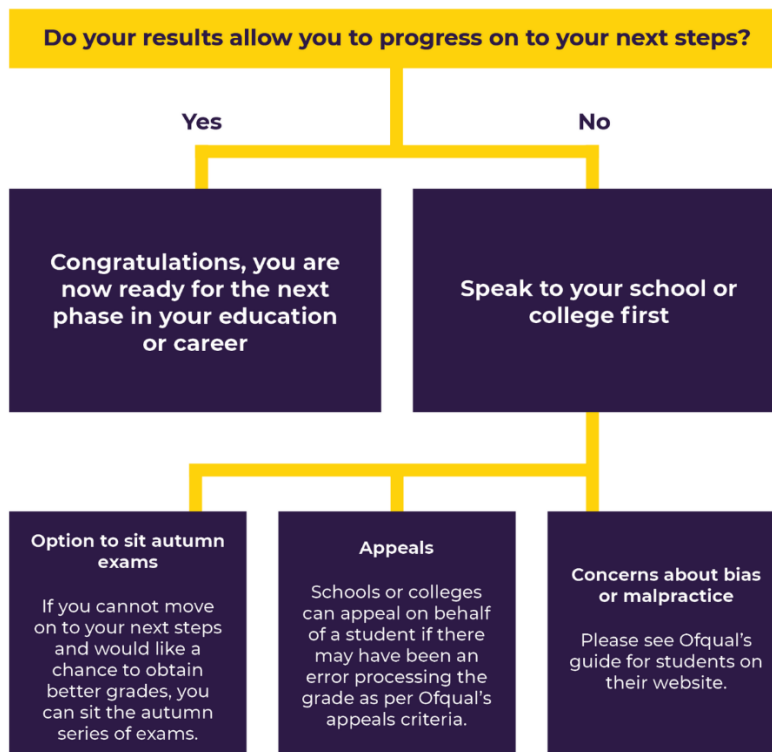 Do your results allow you to progress on to your next steps?
Yes
No
Congratulations, you are
now ready for the next
phase in your education
or career
Speak to your school or
college first
Option to sit autumn
exams
If you cannot move
on to your next steps
and would like a
chance to obtain
better grades, you
can sit the autumn
series of exams.
Appeals
Schools or colleges
can appeal on behalf
of a student if there
may have been an
error processing the
grade as per Ofqual's
appeals criteria.
Concerns about bias
or malpractice
Please see Ofqual's
guide for students on
their website.